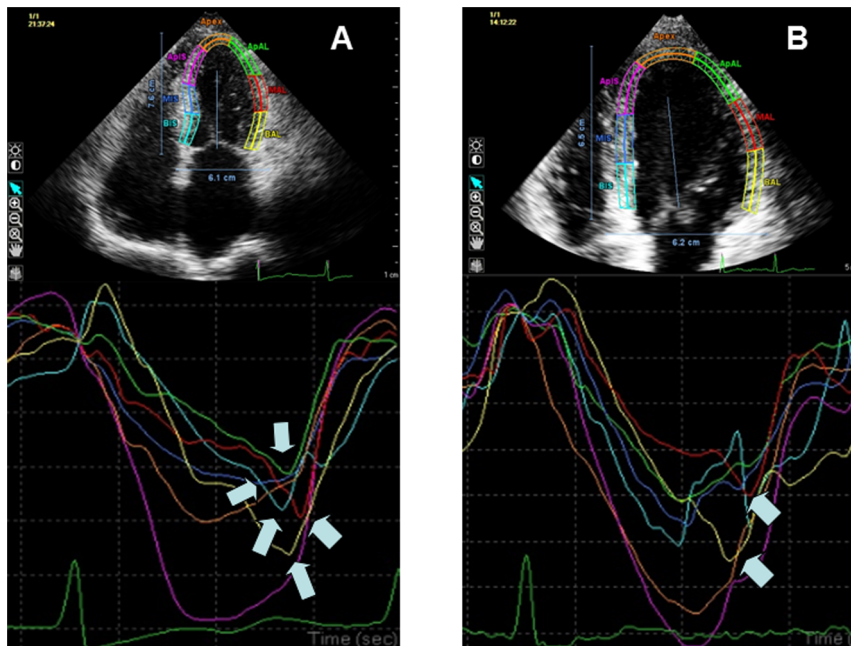 1/1
21:37:24
A
Apex
ApIS
ApAL
7.6 cm
MIS
MAL
BIS
BAL
6.1 cm
1 cm
Time (sec)
1/1
14:12:22
B
Apex
ApIS
ApAL
6.5 cm
MIS
MAL
BIS
BAL
6.2 cm
5
Time (